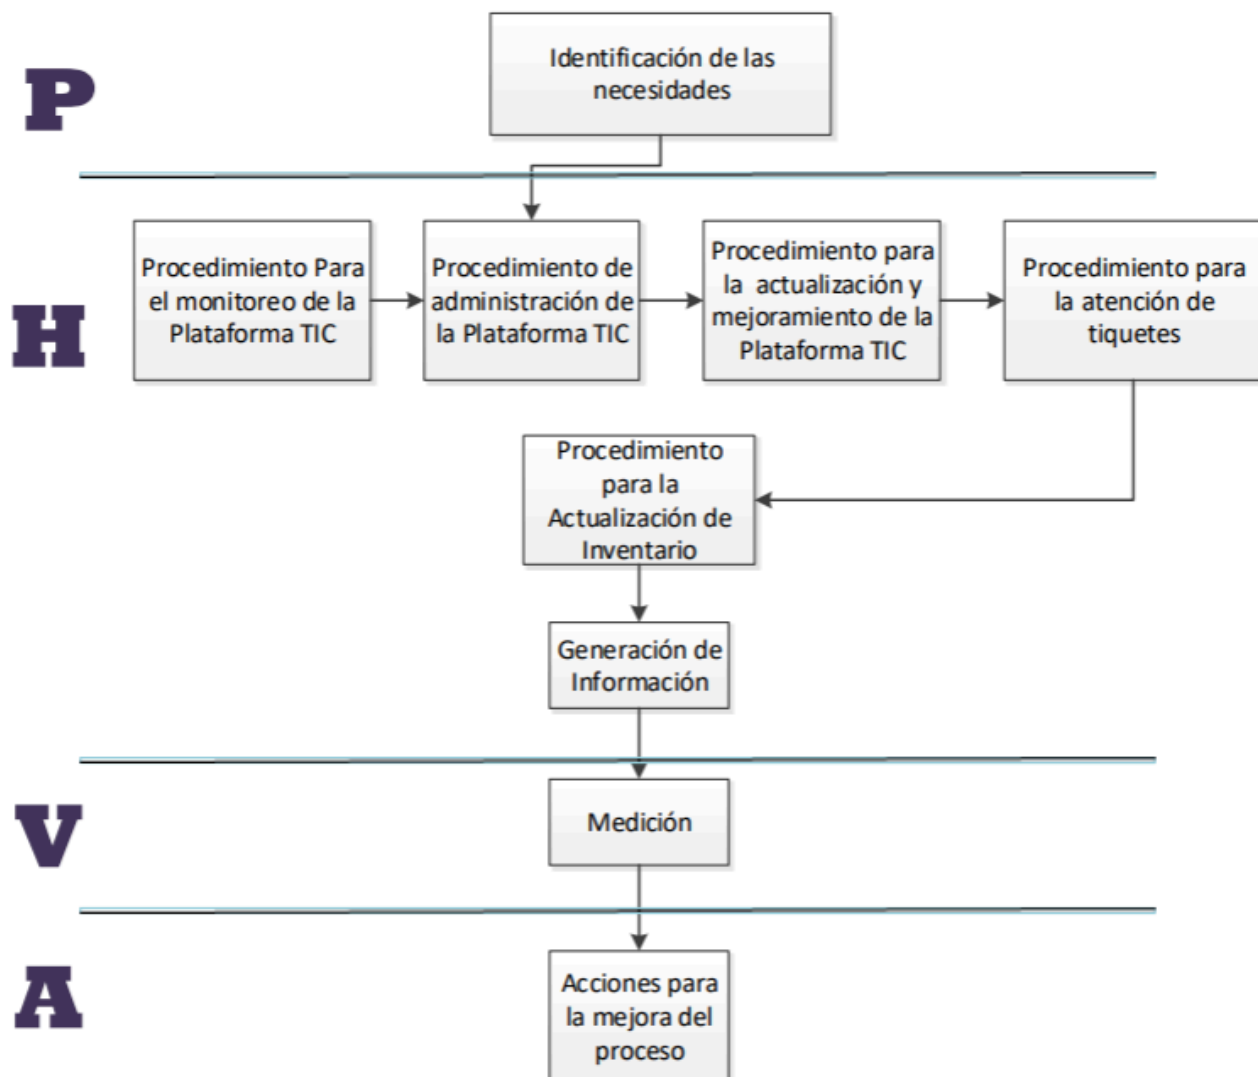 P
Identificación de las
necesidades
H
Procedimiento Para
el monitoreo de la
Plataforma TIC
Procedimiento de
administración de
la Plataforma TIC
Procedimiento para
la actualización y
mejoramiento de la
Plataforma TIC
Procedimiento para
la atención de
tiquetes
Procedimiento
para la
Actualización de
Inventario
Generación de
Información
V
Medición
A
Acciones para
la mejora del
proceso